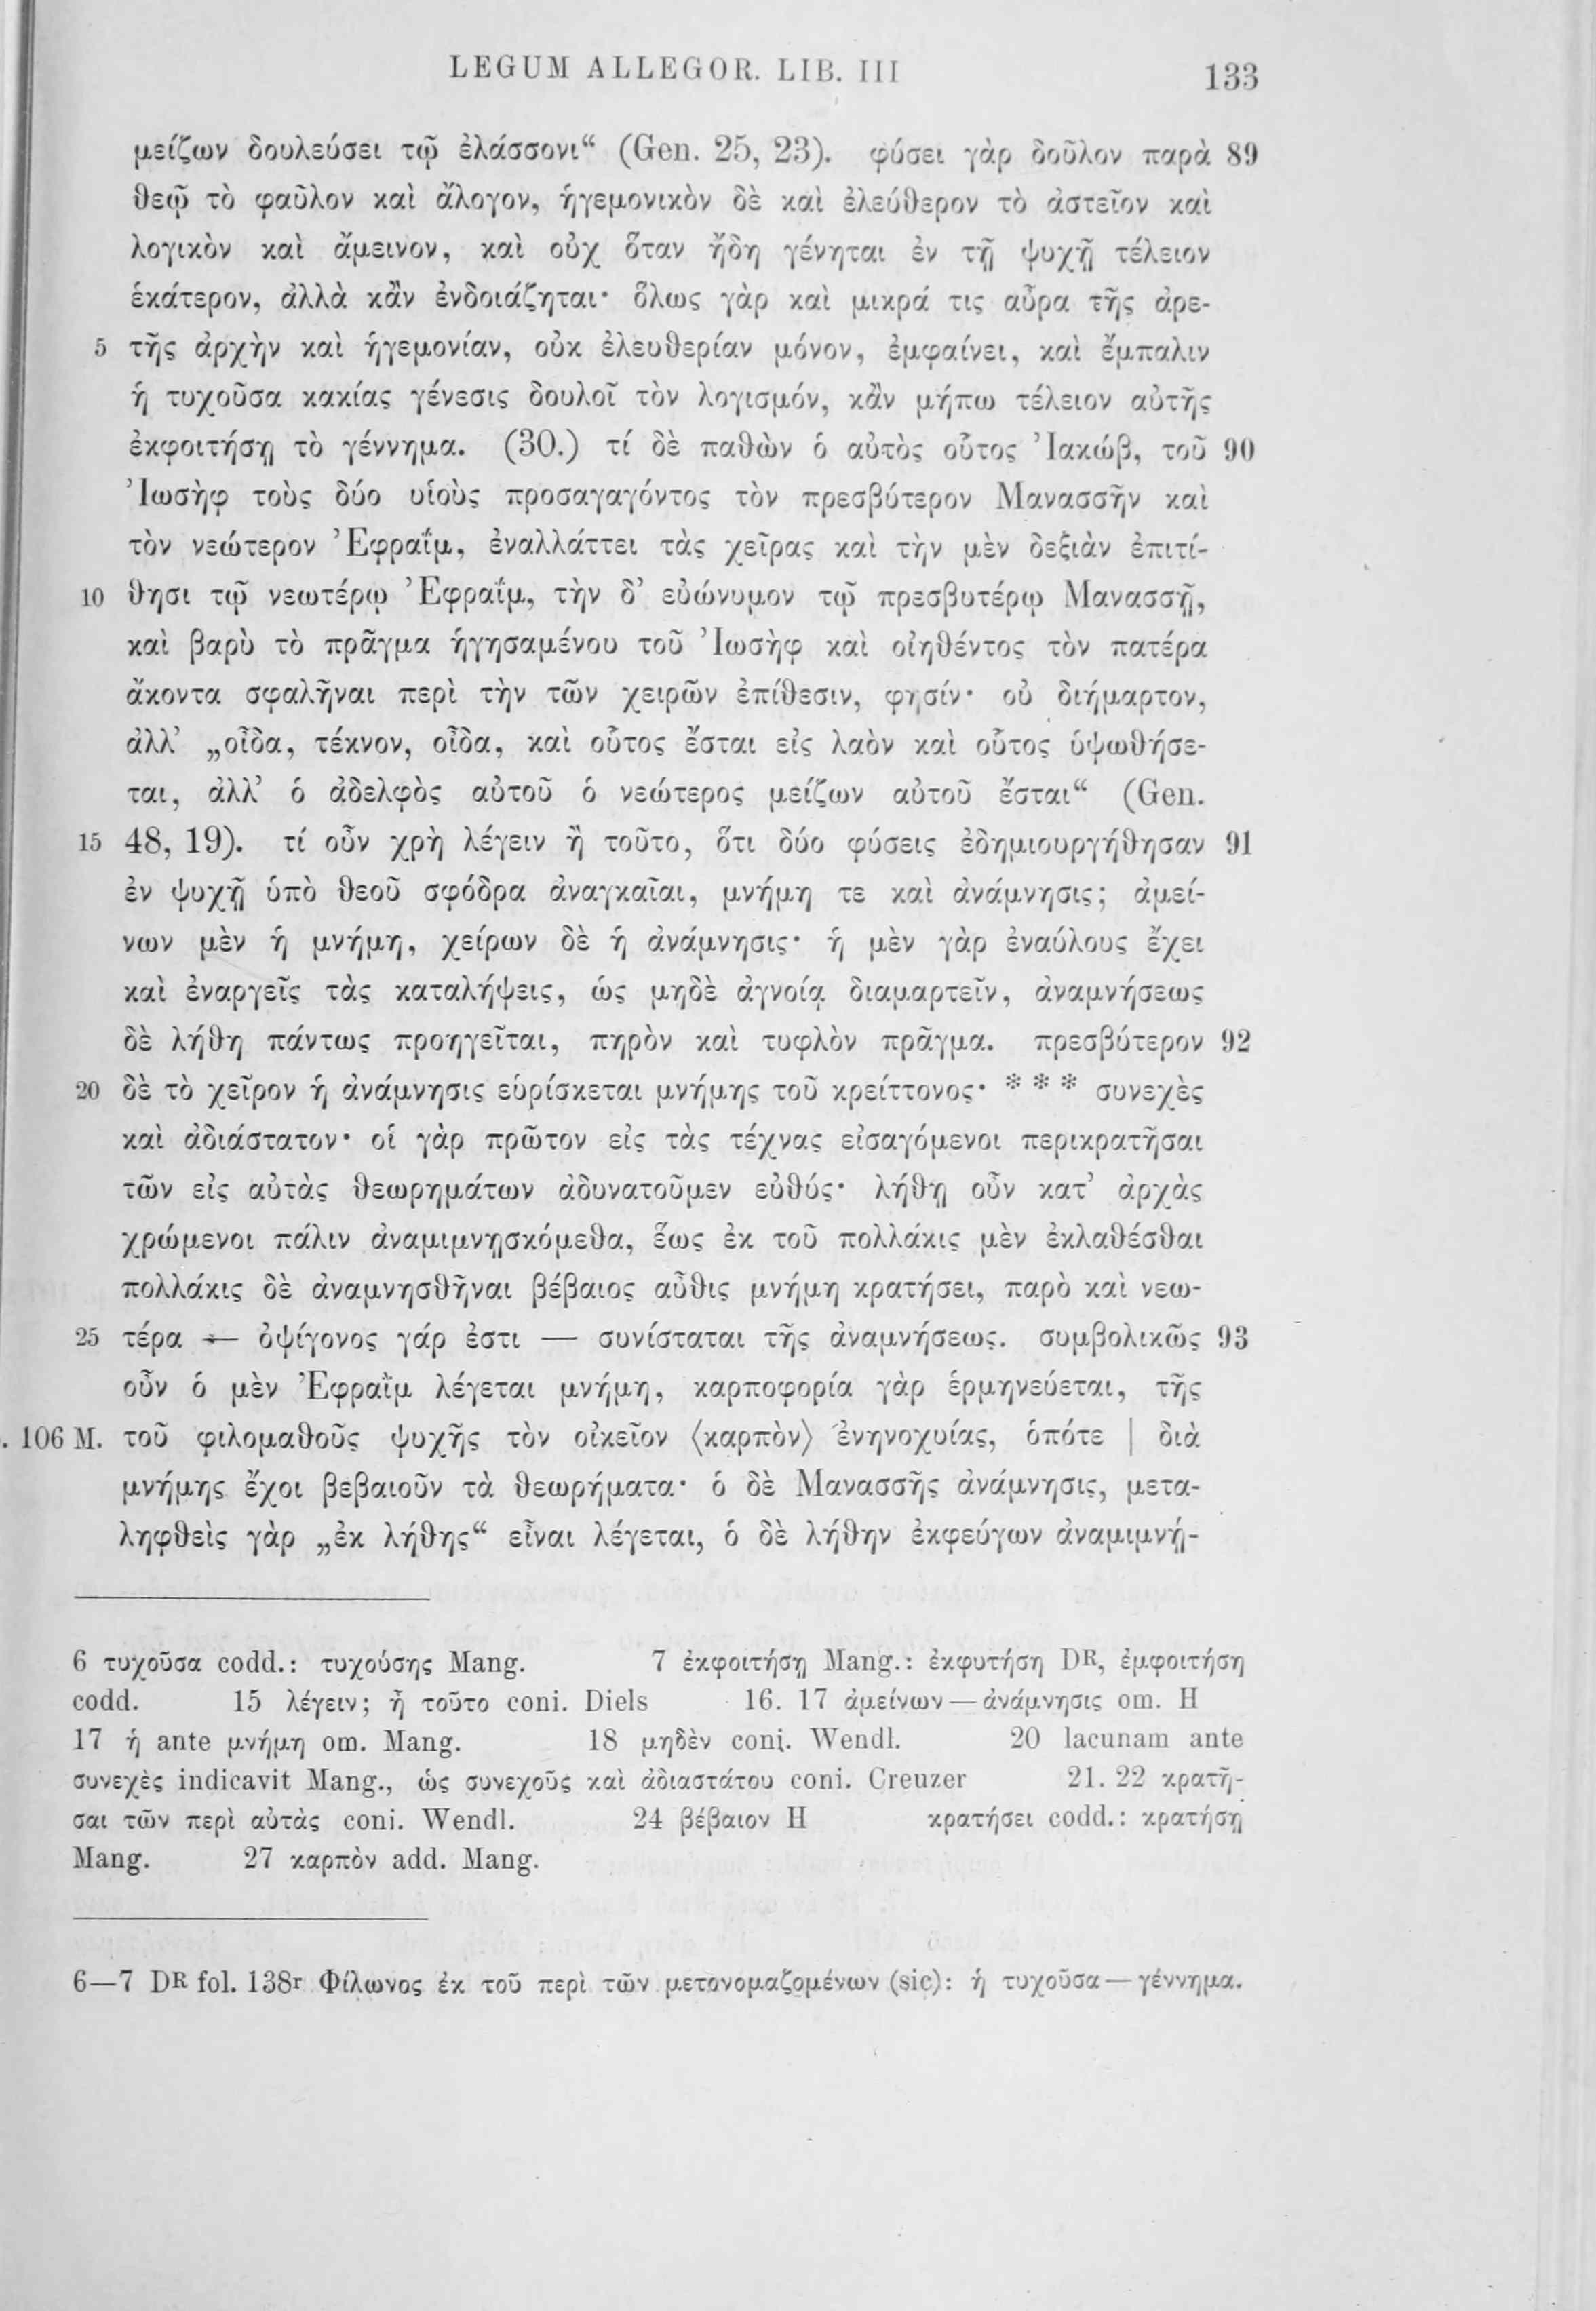 LEGUM ALLEGOR. LIB. III 133
μείζων δουλεύσει τῷ ἐλάσσονι“ (Gen. 25, 23). φύσει γὰρ δοῦλον παρὰ 89
θεῷ τὸ φαῦλον καὶ ἄλογον, ἡγεμονικὸν δὲ καὶ ἐλεύθερον τὸ ἀστεῖον καὶ
λογικὸν καὶ ἄμεινον, καὶ οὐχ ὅταν ἤδη γένηται ἐν τῇ ψυχῇ τέλειον
ἑκάτερον, ἀλλὰ κἂν ἐνδοιάζηται· ὅλως γὰρ καὶ μικρά τις αὖρα τῆς ἀρε-
5 τῆς ἀρχὴν καὶ ἡγεμονίαν, οὐκ ἐλευθερίαν μόνον, ἐμφαίνει, καὶ ἔμπαλιν
ἡ τυχοῦσα κακίας γένεσις δουλοῖ τὸν λογισμόν, κἂν μήπω τέλειον αὐτῆς
ἐκφοιτήσῃ τὸ γέννημα. (30.) τί δὲ παθὼν ὁ αὐτὸς οὗτος Ἰακώβ, τοῦ 90
Ἰωσὴφ τοὺς δύο υἱοὺς προσαγαγόντος τὸν πρεσβύτερον Μανασσῆν καὶ
τὸν νεώτερον Ἐφραΐμ, ἐναλλάττει τὰς χεῖρας καὶ τὴν μὲν δεξιὰν ἐπιτί-
10 θησι τῷ νεωτέρῳ Ἐφραΐμ, τὴν δ’ εὐώνυμον τῷ πρεσβυτέρῳ Μανασσῇ,
καὶ βαρὺ τὸ πρᾶγμα ἡγησαμένου τοῦ Ἰωσὴφ καὶ οἰηθέντος τὸν πατέρα
ἄκοντα σφαλῆναι περὶ τὴν τῶν χειρῶν ἐπίθεσιν, φησίν· οὐ διήμαρτον,
ἀλλ’ „οἶδα, τέκνον, οἶδα, καὶ οὗτος ἔσται εἰς λαὸν καὶ οὗτος ὑψωθήσε-
ται, ἀλλ’ ὁ ἀδελφὸς αὐτοῦ ὁ νεώτερος μείζων αὐτοῦ ἔσται“ (Gen.
15 48, 19). τί οὖν χρὴ λέγειν ἢ τοῦτο, ὅτι δύο φύσεις ἐδημιουργήθησαν 91
ἐν ψυχῇ ὑπὸ θεοῦ σφόδρα ἀναγκαῖαι, μνήμη τε καὶ ἀνάμνησις; ἀμεί-
νων μὲν ἡ μνήμη, χείρων δὲ ἡ ἀνάμνησις· ἡ μὲν γὰρ ἐναύλους ἔχει
καὶ ἐναργεῖς τὰς καταλήψεις, ὡς μηδὲ ἀγνοίᾳ διαμαρτεῖν, ἀναμνήσεως
δὲ λήθη πάντως προηγεῖται, πηρὸν καὶ τυφλὸν πρᾶγμα. πρεσβύτερον 92
20 δὲ τὸ χεῖρον ἡ ἀνάμνησις εὑρίσκεται μνήμης τοῦ κρείττονος· * * * συνεχὲς
καὶ ἀδιάστατον· οἱ γὰρ πρῶτον εἰς τὰς τέχνας εἰσαγόμενοι περικρατῆσαι
τῶν εἰς αὐτὰς θεωρημάτων ἀδυνατοῦμεν εὐθύς· λήθῃ οὖν κατ’ ἀρχὰς
χρώμενοι πάλιν ἀναμιμνῃσκόμεθα, ἕως ἐκ τοῦ πολλάκις μὲν ἐκλαθέσθαι
πολλάκις δὲ ἀναμνησθῆναι βέβαιος αὖθις μνήμη κρατήσει, παρὸ καὶ νεω-
25 τέρα — ὀψίγονος γάρ ἐστι — συνίσταται τῆς ἀναμνήσεως. συμβολικῶς 93
οὖν ὁ μὲν Ἐφραῒμ λέγεται μνήμη, καρποφορία γὰρ ἑρμηνεύεται, τῆς
. 106 M. τοῦ φιλομαθοῦς ψυχῆς τὸν οἰκεῖον ⟨καρπὸν⟩ ἐνηνοχυίας, ὁπότε | διὰ
μνήμης ἔχοι βεβαιοῦν τὰ θεωρήματα· ὁ δὲ Μανασσῆς ἀνάμνησις, μετα-
ληφθεὶς γὰρ „ἐκ λήθης“ εἶναι λέγεται, ὁ δὲ λήθην ἐκφεύγων ἀναμιμνή-
6 τυχοῦσα codd.: τυχούσης Mang. 7 ἐκφοιτήσῃ Mang.: ἐκφυτήση DR, ἐμφοιτήση
codd. 15 λέγειν; ἦ τοῦτο coni. Diels 16. 17 ἀμείνων — ἀνάμνησις om. H
17 ἡ ante μνήμη om. Mang. 18 μηδὲν coni. Wendl. 20 lacunam ante
συνεχὲς indicavit Mang., ὡς συνεχοῦς καὶ ἀδιαστάτου coni. Creuzer 21. 22 κρατῆ-
σαι τῶν περὶ αὐτὰς coni. Wendl. 24 βέβαιον H κρατήσει codd.: κρατήσῃ
Mang. 27 καρπὸν add. Mang.
6—7 DR fol. 138r Φίλωνος ἐκ τοῦ περὶ τῶν μετονομαζομένων (sic): ἡ τυχοῦσα — γέννημα.